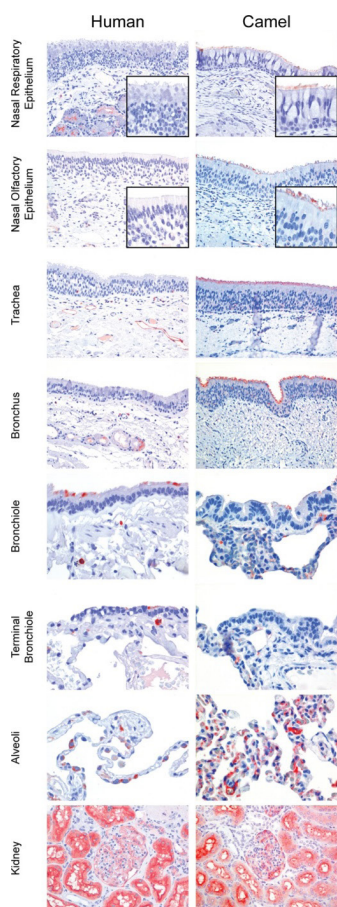 Human
Camel
Nasal Respiratory
Epithelium
Nasal Olfactory
Epithelium
Trachea
Bronchus
Bronchiole
Terminal
Bronchiole
Alveoli
Kidney